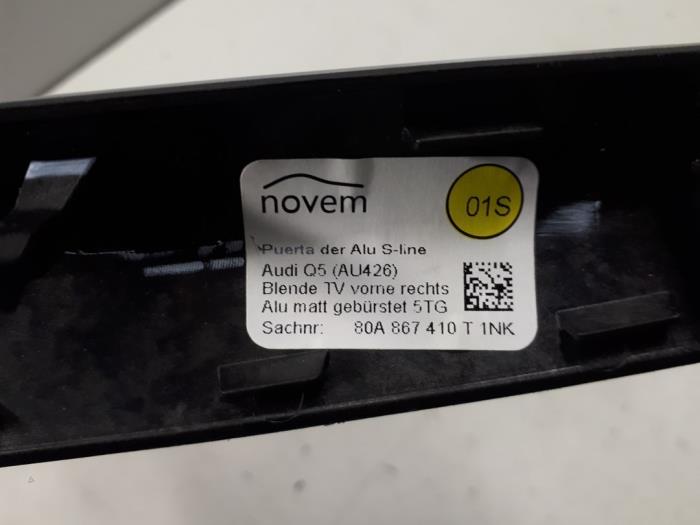 novem
01S
Puerta der Alu S-line
Audi Q5 (AU426)
Blende TV vorne rechts
Alu matt gebürstet 5TG
Sachnr: 80A 867 410 T 1NK